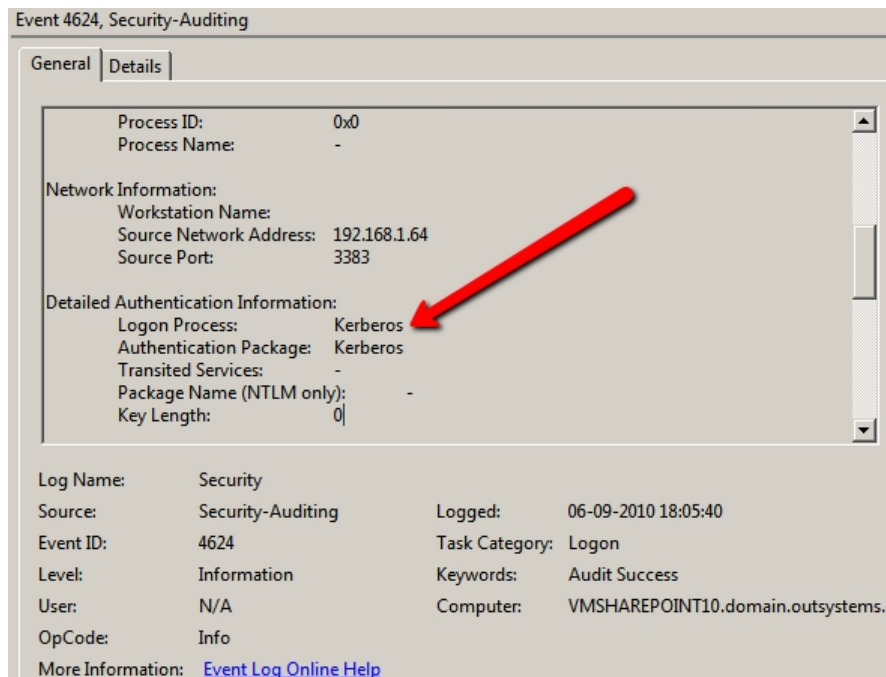 Event 4624, Security-Auditing
General Details
Process ID: 0x0
Process Name: -
Network Information:
Workstation Name:
Source Network Address: 192.168.1.64
Source Port: 3383
Detailed Authentication Information:
Logon Process: Kerberos
Authentication Package: Kerberos
Transited Services: -
Package Name (NTLM only): -
Key Length: 0
Log Name: Security
Source: Security-Auditing Logged: 06-09-2010 18:05:40
Event ID: 4624 Task Category: Logon
Level: Information Keywords: Audit Success
User: N/A Computer: VMSHAREPOINT10.domain.outsystems.
OpCode: Info
More Information: Event Log Online Help